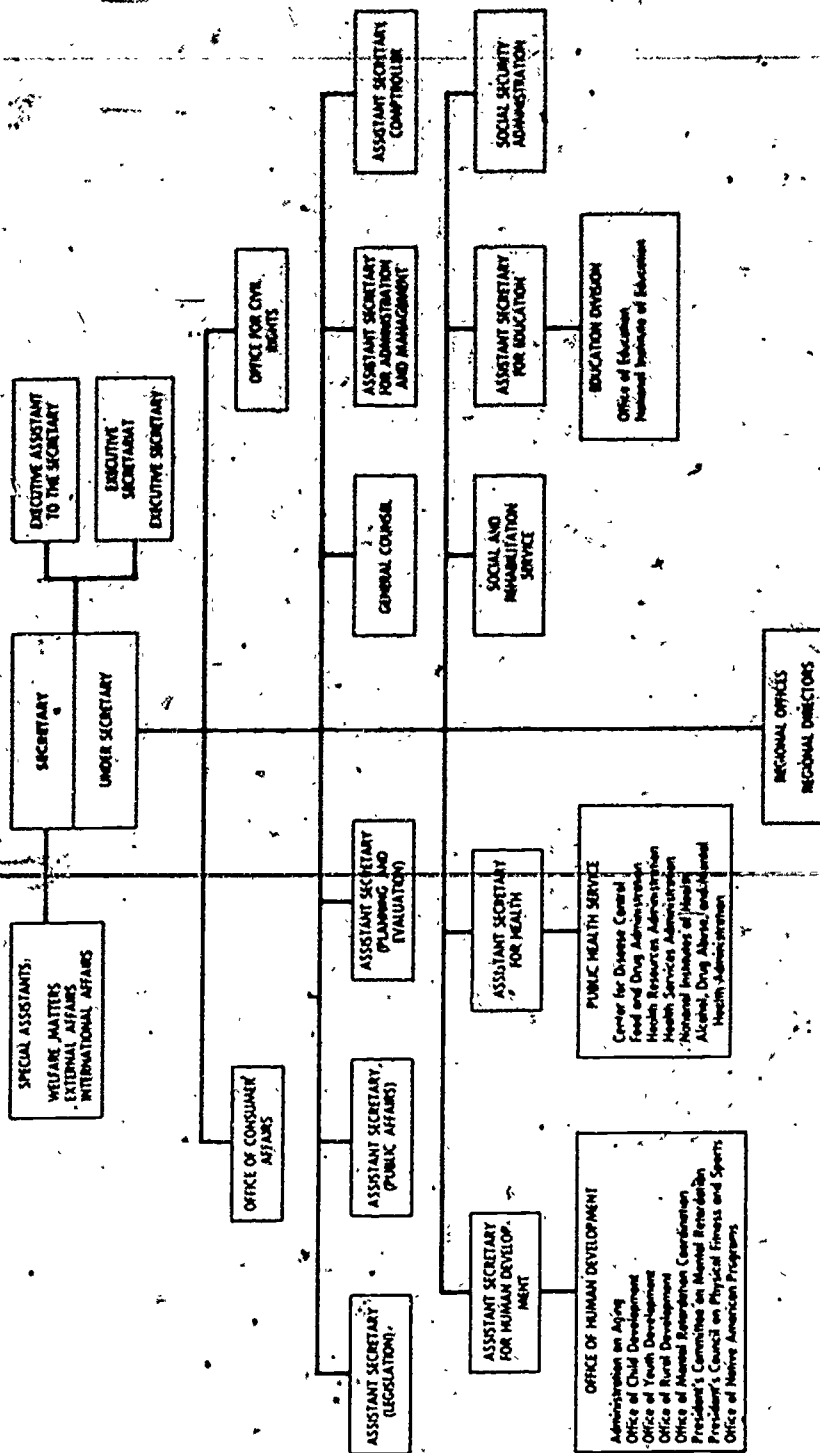 SECRETARY
UNDER SECRETARY
SPECIAL ASSISTANTS:
WELFARE MATTERS
EXTERNAL AFFAIRS
INTERNATIONAL AFFAIRS
EXECUTIVE ASSISTANT
TO THE SECRETARY
EXECUTIVE
SECRETARIAT
EXECUTIVE SECRETARY
OFFICE OF CONSUMER
AFFAIRS
OFFICE FOR CIVIL
RIGHTS
ASSISTANT SECRETARY
(LEGISLATION)
ASSISTANT SECRETARY
(PUBLIC AFFAIRS)
ASSISTANT SECRETARY
(PLANNING AND
EVALUATION)
GENERAL COUNSEL
ASSISTANT SECRETARY
FOR ADMINISTRATION
AND MANAGEMENT
ASSISTANT SECRETARY
COMPTROLLER
ASSISTANT SECRETARY
FOR HUMAN DEVELOP-
MENT
ASSISTANT SECRETARY
FOR HEALTH
SOCIAL AND
REHABILITATION
SERVICE
ASSISTANT SECRETARY
FOR EDUCATION
SOCIAL SECURITY
ADMINISTRATION
OFFICE OF HUMAN DEVELOPMENT
Administration on Aging
Office of Child Development
Office of Youth Development
Office of Rural Development
Office of Mental Retardation Coordination
President's Committee on Mental Retardation
President's Council on Physical Fitness and Sports
Office of Native American Programs
PUBLIC HEALTH SERVICE
Center for Disease Control
Food and Drug Administration
Health Resources Administration
Health Services Administration
National Institutes of Health
Alcohol, Drug Abuse, and Mental
Health Administration
EDUCATION DIVISION
Office of Education
National Institute of Education
REGIONAL OFFICES
REGIONAL DIRECTORS